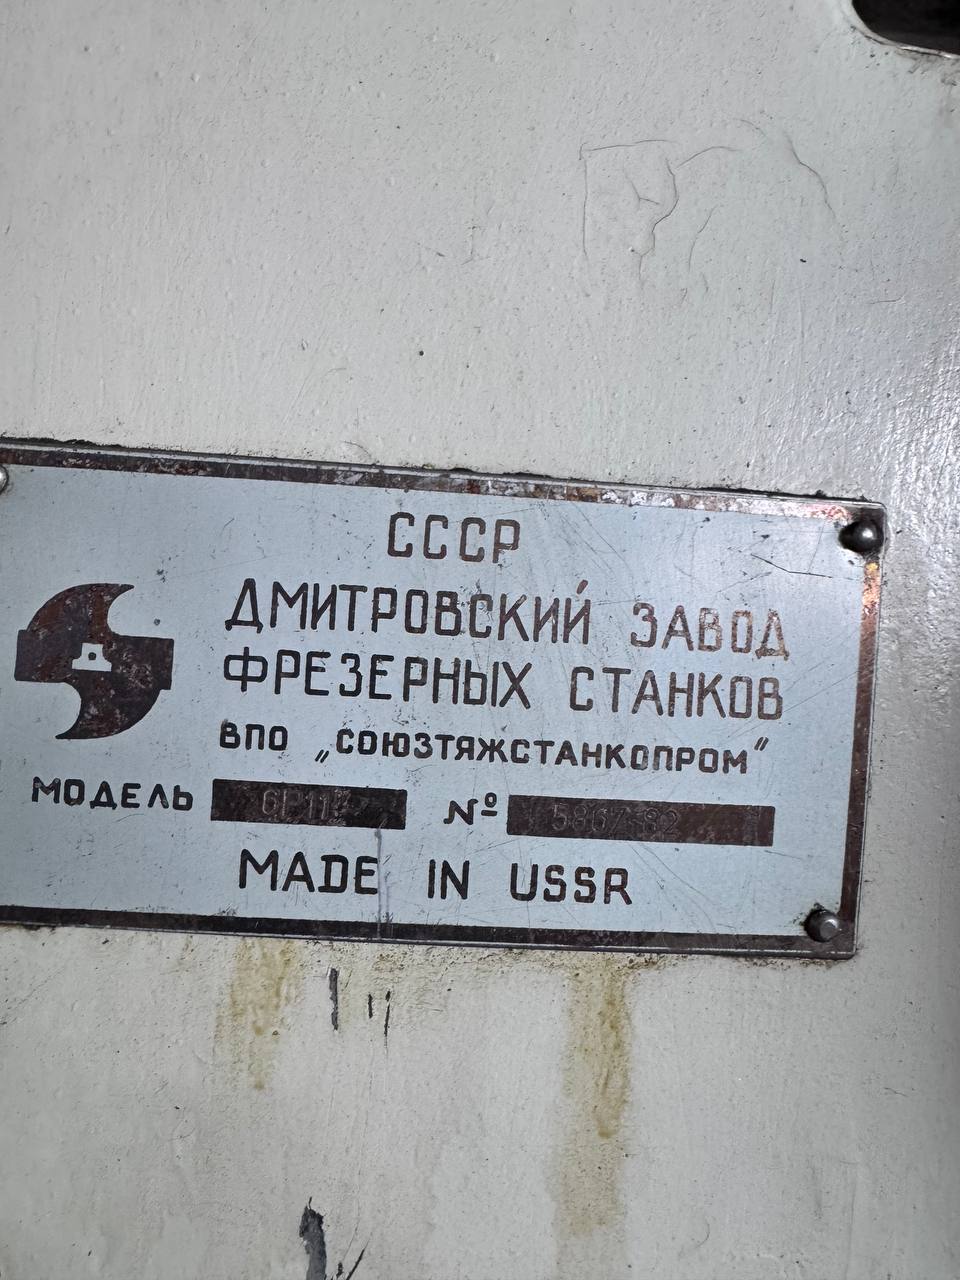 СССР
ДМИТРОВСКИЙ ЗАВОД
ФРЕЗЕРНЫХ СТАНКОВ
ВПО „СОЮЗТЯЖСТАНКОПРОМ"
МОДЕЛЬ №
MADE IN USSR